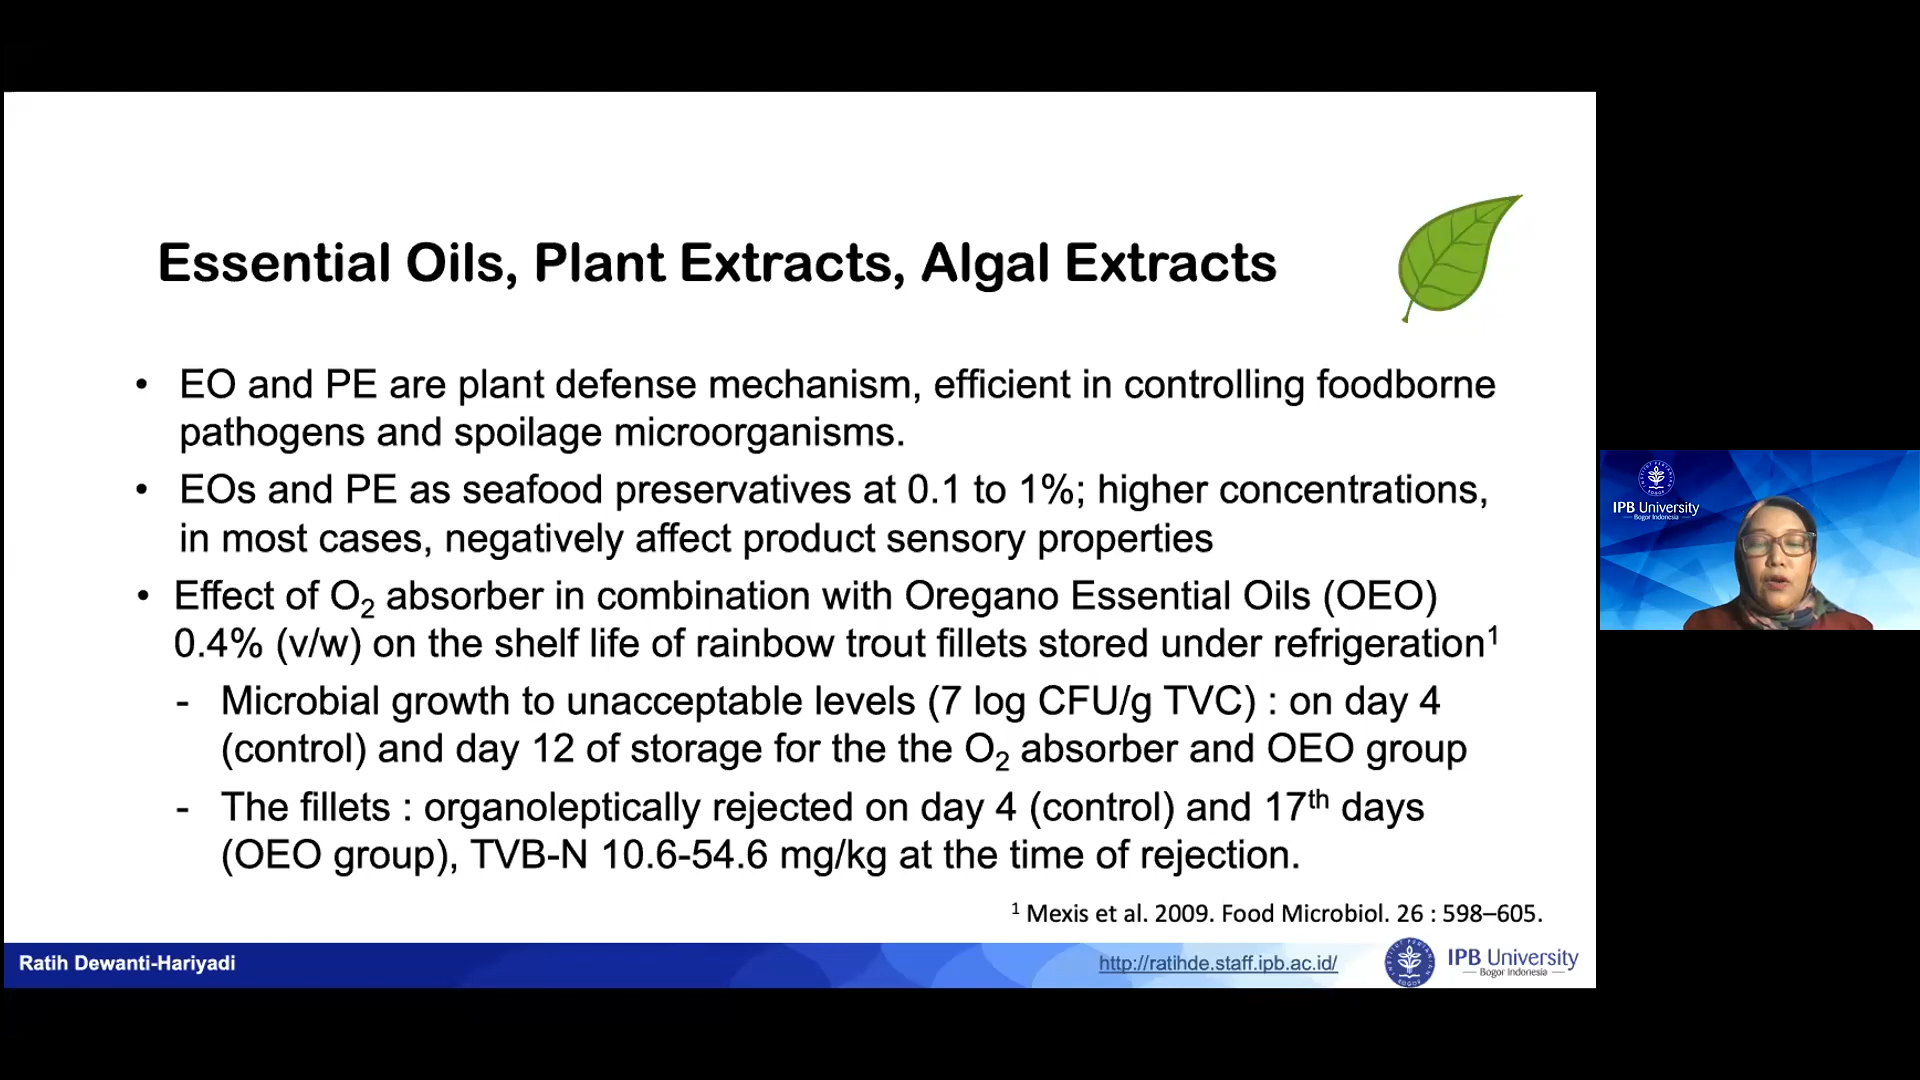 Essential Oils, Plant Extracts, Algal Extracts
• EO and PE are plant defense mechanism, efficient in controlling foodborne
pathogens and spoilage microorganisms.
• EOs and PE as seafood preservatives at 0.1 to 1%; higher concentrations,
in most cases, negatively affect product sensory properties
• Effect of O₂ absorber in combination with Oregano Essential Oils (OEO)
0.4% (v/w) on the shelf life of rainbow trout fillets stored under refrigeration¹
- Microbial growth to unacceptable levels (7 log CFU/g TVC) : on day 4
(control) and day 12 of storage for the the O₂ absorber and OEO group
- The fillets : organoleptically rejected on day 4 (control) and 17ᵗʰ days
(OEO group), TVB-N 10.6-54.6 mg/kg at the time of rejection.
¹ Mexis et al. 2009. Food Microbiol. 26 : 598–605.
Ratih Dewanti-Hariyadi
http://ratihde.staff.ipb.ac.id/
IPB University
Bogor Indonesia
IPB University
Bogor Indonesia